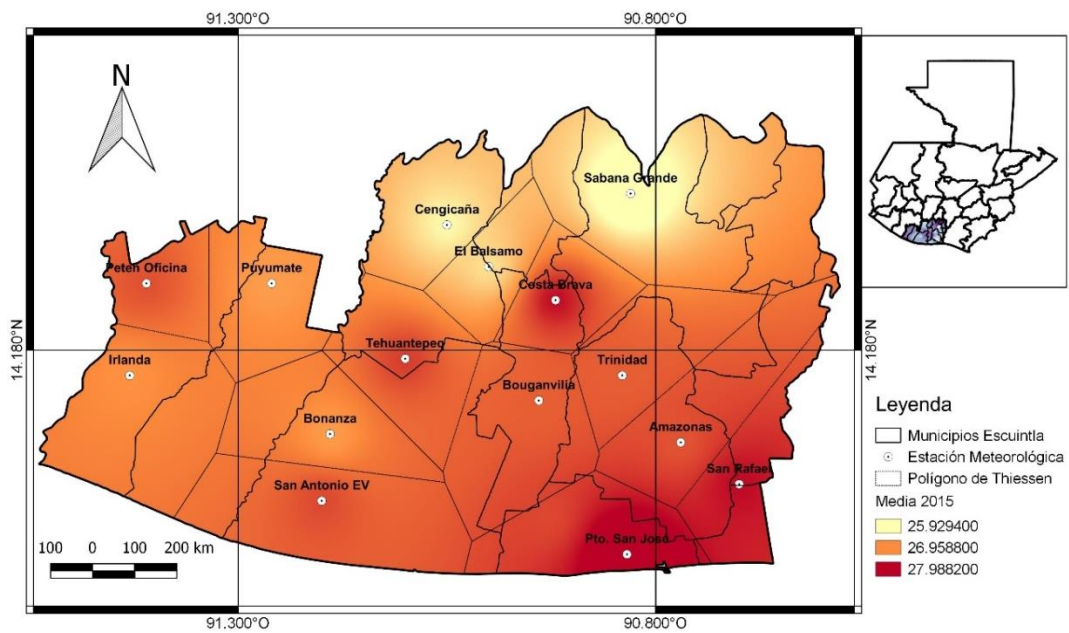 91.300°O
90.800°O
N
Sabana Grande
Cengicaña
El Balsamo
Peten Oficina
Puyumate
Costa Brava
14.180°N
14.180°N
Tehuantepeq
Irlanda
Trinidad
Bouganvilia
Bonanza
Amazonas
San Rafael
San Antonio EV
Pto. San José
100 0 100 200 km
91.300°O
90.800°O
Leyenda
Municipios Escuintla
Estación Meteorológica
Polígono de Thiessen
Media 2015
25.929400
26.958800
27.988200